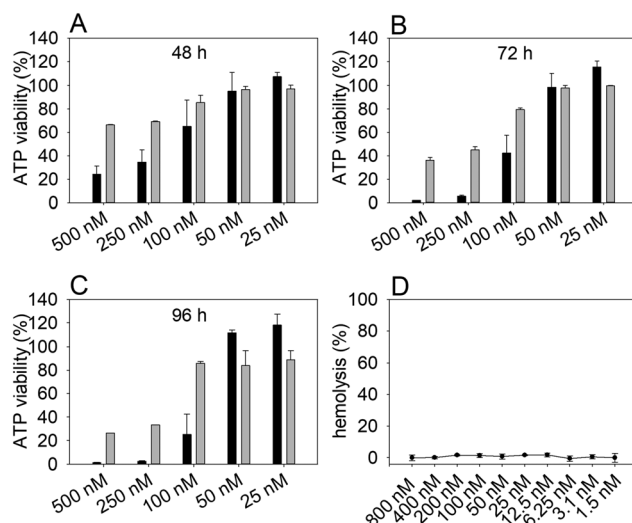 A
48 h
ATP viability (%)
140
120
100
80
60
40
20
0
500 nM
250 nM
100 nM
50 nM
25 nM
B
72 h
ATP viability (%)
140
120
100
80
60
40
20
0
500 nM
250 nM
100 nM
50 nM
25 nM
C
96 h
ATP viability (%)
140
120
100
80
60
40
20
0
500 nM
250 nM
100 nM
50 nM
25 nM
D
hemolysis (%)
100
80
60
40
20
0
800 nM
400 nM
200 nM
100 nM
50 nM
25 nM
12.5 nM
6.25 nM
3.1 nM
1.5 nM